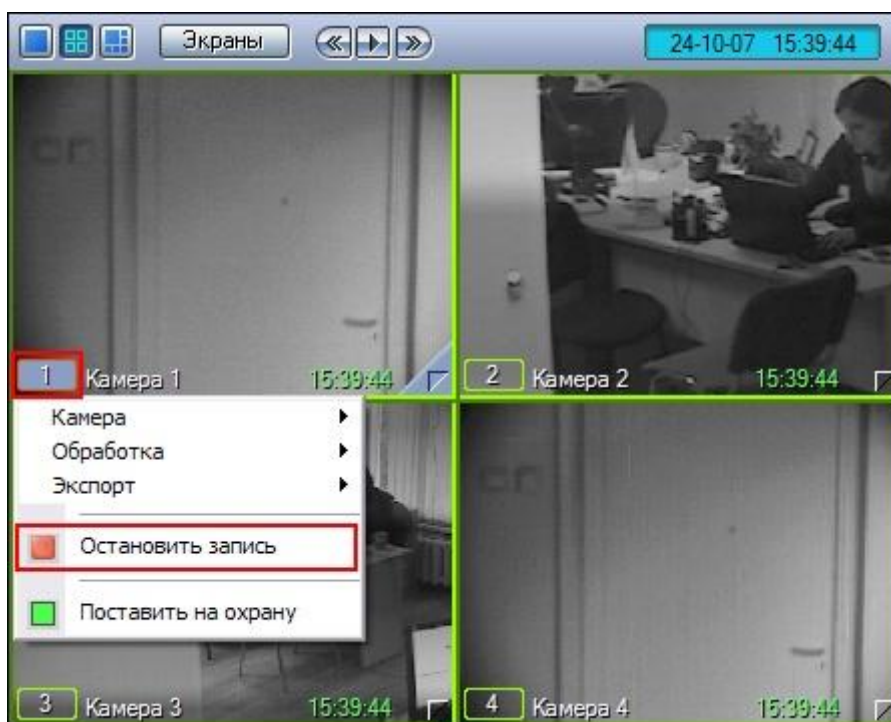 Экраны
24-10-07 15:39:44
1 Камера 1 15:39:44
2 Камера 2 15:39:44
Камера
Обработка
Экспорт
Остановить запись
Поставить на охрану
3 Камера 3 15:39:44
4 Камера 4 15:39:44